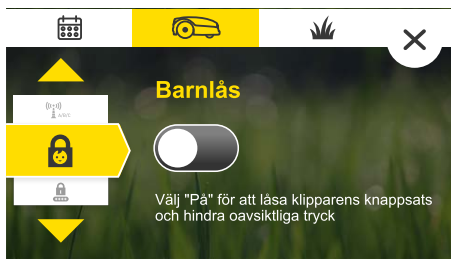 Barnlås
A/B/C
Välj "På" för att låsa klipparens knappsats
och hindra oavsiktliga tryck